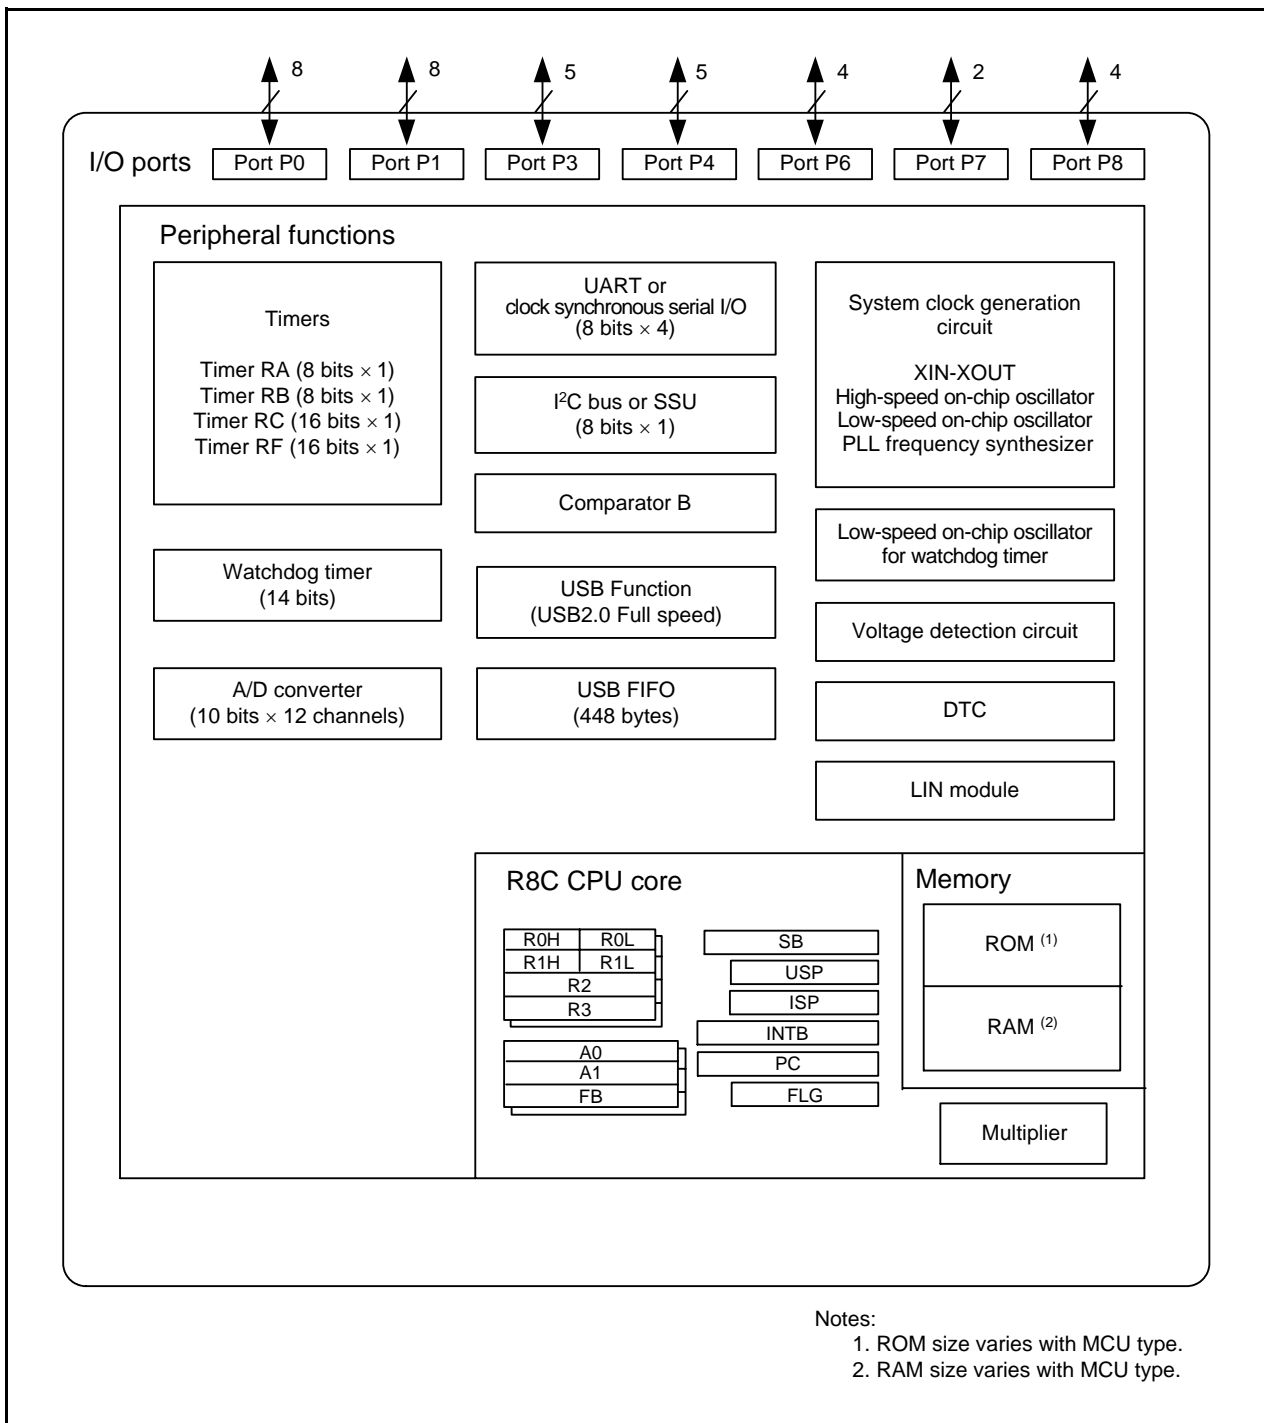 8 8 5 5 4 2 4
I/O ports Port P0 Port P1 Port P3 Port P4 Port P6 Port P7 Port P8
Peripheral functions
Timers
Timer RA (8 bits × 1)
Timer RB (8 bits × 1)
Timer RC (16 bits × 1)
Timer RF (16 bits × 1)
Watchdog timer
(14 bits)
A/D converter
(10 bits × 12 channels)
UART or
clock synchronous serial I/O
(8 bits × 4)
I²C bus or SSU
(8 bits × 1)
Comparator B
USB Function
(USB2.0 Full speed)
USB FIFO
(448 bytes)
System clock generation
circuit
XIN-XOUT
High-speed on-chip oscillator
Low-speed on-chip oscillator
PLL frequency synthesizer
Low-speed on-chip oscillator
for watchdog timer
Voltage detection circuit
DTC
LIN module
R8C CPU core
R0H R0L
R1H R1L
R2
R3
A0
A1
FB
SB
USP
ISP
INTB
PC
FLG
Memory
ROM (1)
RAM (2)
Multiplier
Notes:
1. ROM size varies with MCU type.
2. RAM size varies with MCU type.